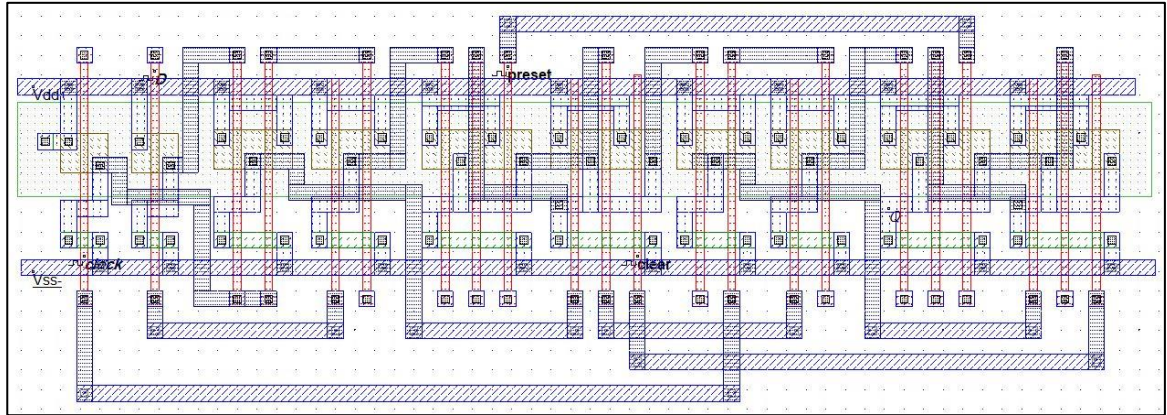 D
preset
Vdd
Q
clock
clear
Vss-